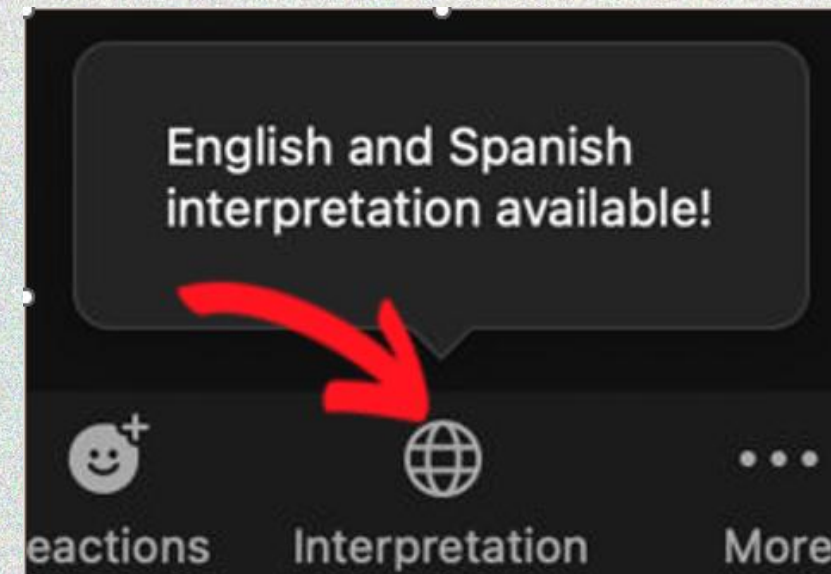 English and Spanish
interpretation available!
eactions Interpretation More